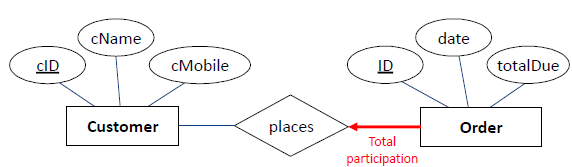 cName
date
cID
cMobile
ID
totalDue
Customer
places
Order
Total
participation